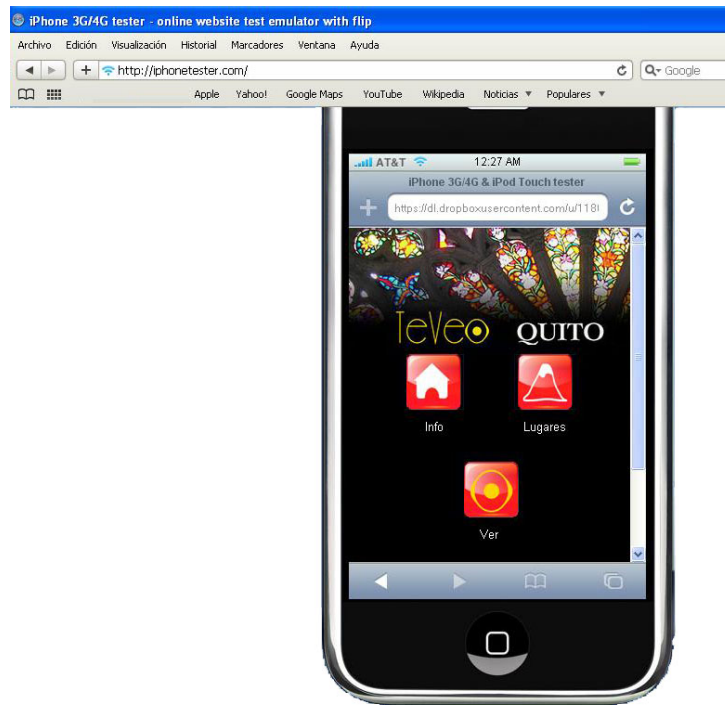 iPhone 3G/4G tester - online website test emulator with flip
Archivo Edición Visualización Historial Marcadores Ventana Ayuda
http://iphonetester.com/ Google
Apple Yahoo! Google Maps YouTube Wikipedia Noticias Populares
AT&T 12:27 AM
iPhone 3G/4G & iPod Touch tester
https://dl.dropboxusercontent.com/u/118
TeVeo QUITO
Info Lugares
Ver